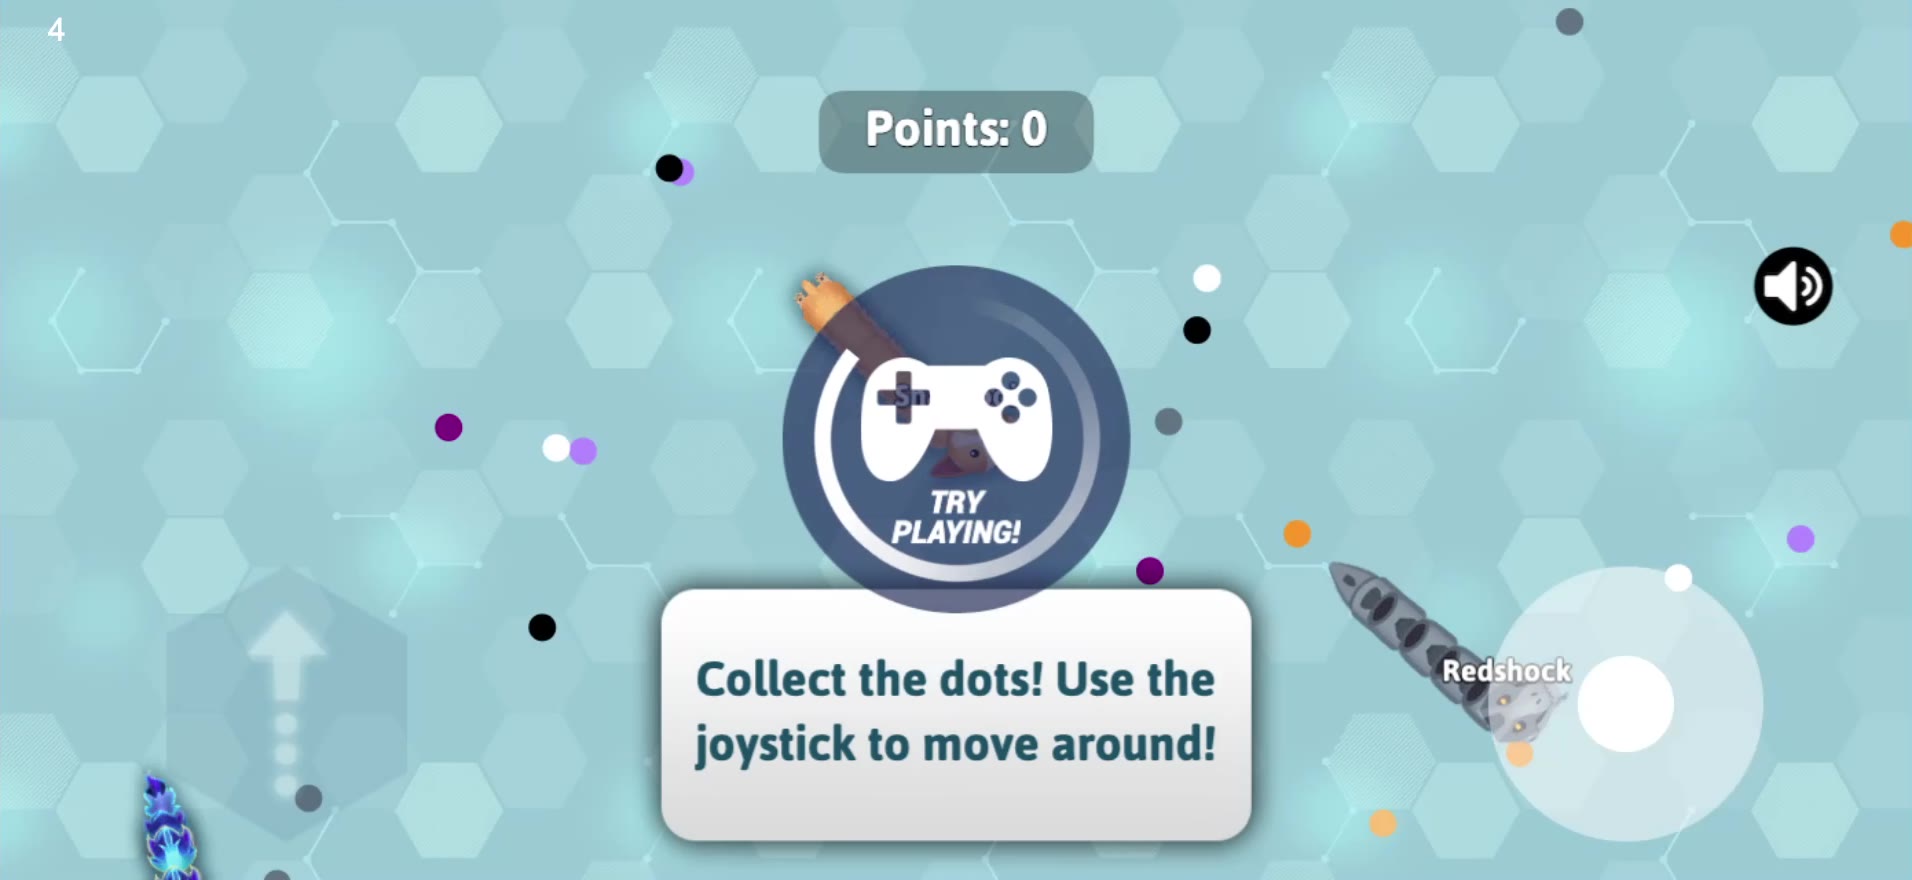 4
Points: 0
TRY
PLAYING!
Collect the dots! Use the
joystick to move around!
Redshock